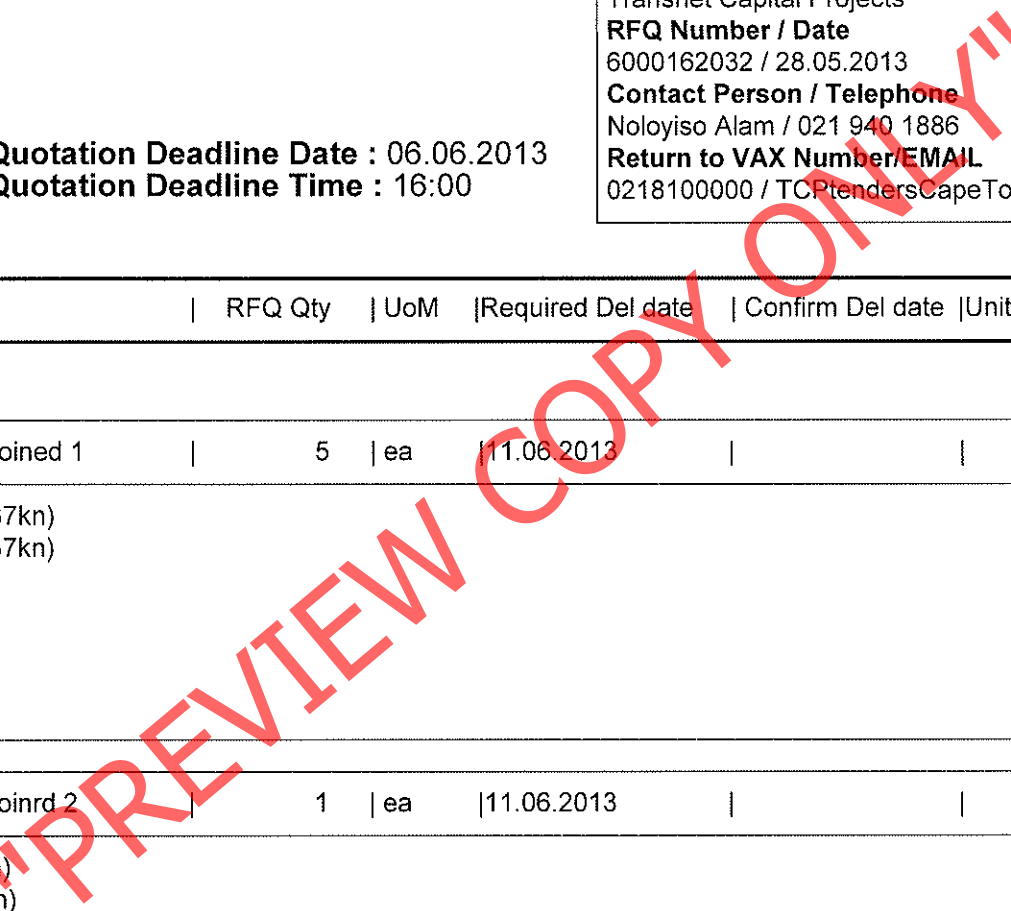 Transnet Capital Projects
RFQ Number / Date
6000162032 / 28.05.2013
Contact Person / Telephone
Noloyiso Alam / 021 940 1886
Return to VAX Number/EMAIL
0218100000 / TCPtendersCapeTo
Quotation Deadline Date : 06.06.2013
Quotation Deadline Time : 16:00
| RFQ Qty | UoM |Required Del date | Confirm Del date |Unit
oined 1 | 5 | ea |11.06.2013 | |
7kn)
7kn)
oinrd 2 | 1 | ea |11.06.2013 | |
)
n)
"PREVIEW COPY ONLY"